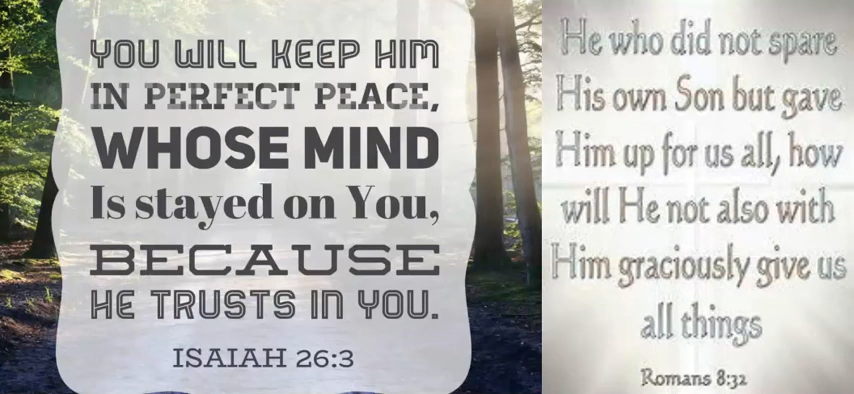 YOU WILL KEEP HIM
IN PERFECT PEACE,
WHOSE MIND
Is stayed on You,
BECAUSE
HE TRUSTS IN YOU.
ISAIAH 26:3
He who did not spare
His own Son but gave
Him up for us all, how
will He not also with
Him graciously give us
all things
Romans 8:32